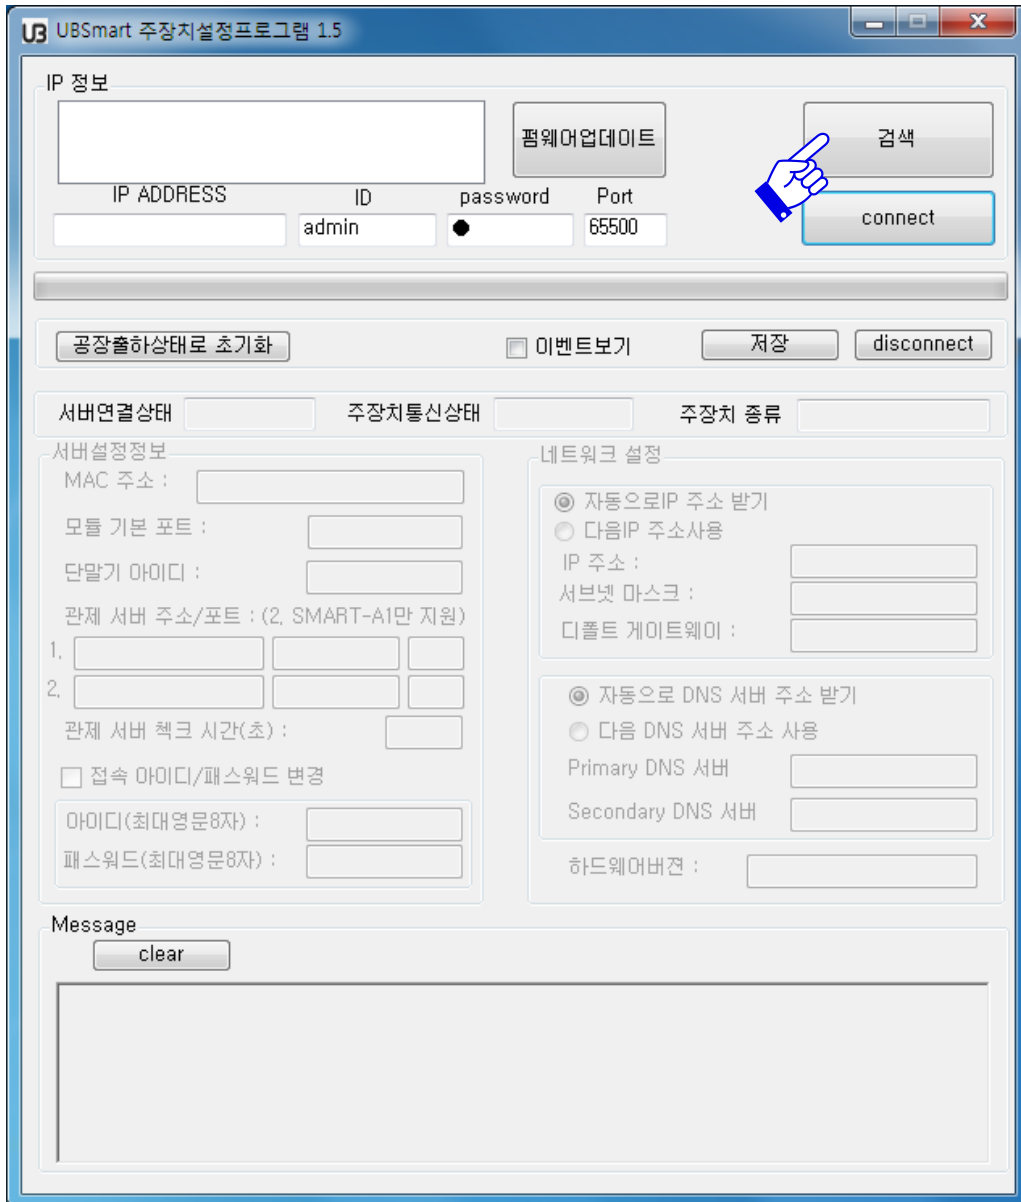 UB UBSmart 주장치설정프로그램 1.5
IP 정보
펌웨어업데이트
검색
IP ADDRESS ID password Port
admin ● 65500
connect
공장출하상태로 초기화 이벤트보기 저장 disconnect
서버연결상태 주장치통신상태 주장치 종류
서버설정정보
MAC 주소 :
모듈 기본 포트 :
단말기 아이디 :
관제 서버 주소/포트 : (2, SMART-A1만 지원)
1,
2,
관제 서버 첵크 시간(초) :
접속 아이디/패스워드 변경
아이디(최대영문8자) :
패스워드(최대영문8자) :
네트워크 설정
자동으로IP 주소 받기
다음IP 주소사용
IP 주소 :
서브넷 마스크 :
디폴트 게이트웨이 :
자동으로 DNS 서버 주소 받기
다음 DNS 서버 주소 사용
Primary DNS 서버
Secondary DNS 서버
하드웨어버젼 :
Message
clear